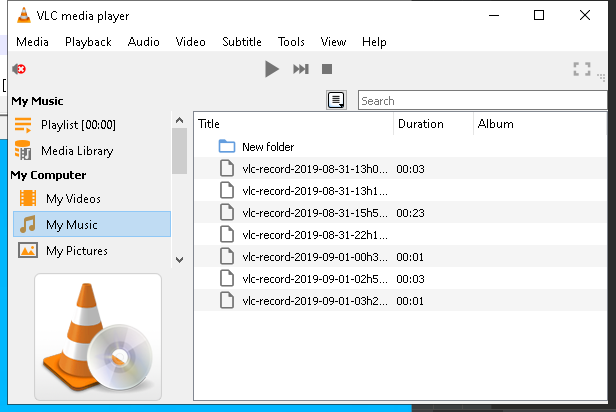 VLC media player
Media Playback Audio Video Subtitle Tools View Help
My Music
Playlist [00:00]
Media Library
My Computer
My Videos
My Music
My Pictures
Search
Title Duration Album
New folder
vlc-record-2019-08-31-13h0... 00:03
vlc-record-2019-08-31-13h1...
vlc-record-2019-08-31-15h5... 00:23
vlc-record-2019-08-31-22h1...
vlc-record-2019-09-01-00h3... 00:01
vlc-record-2019-09-01-02h5... 00:03
vlc-record-2019-09-01-03h2... 00:01